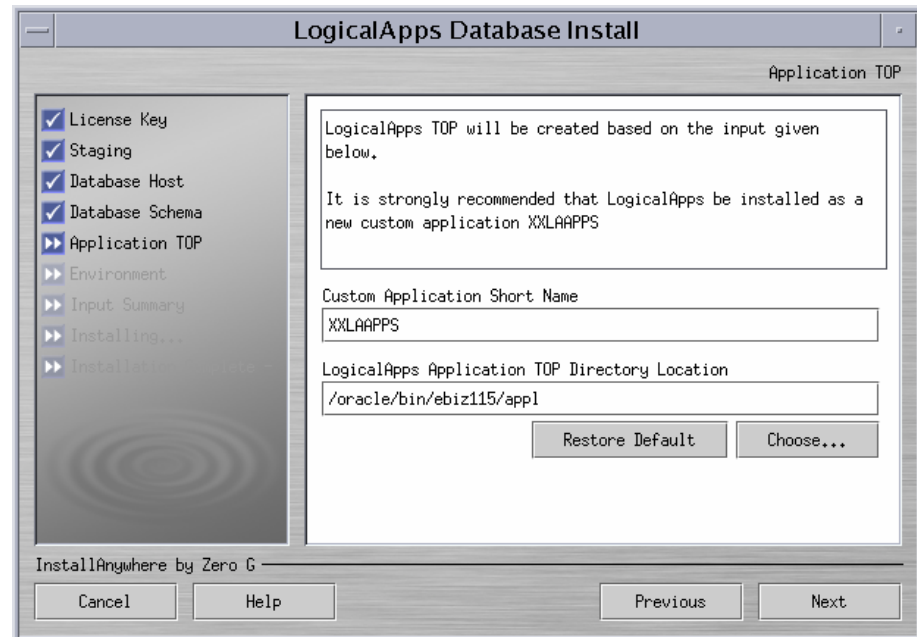 LogicalApps Database Install
Application TOP
License Key
Staging
Database Host
Database Schema
Application TOP
Environment
Input Summary
Installing...
LogicalApps TOP will be created based on the input given
below.
It is strongly recommended that LogicalApps be installed as a
new custom application XXLAAPPS
Custom Application Short Name
XXLAAPPS
LogicalApps Application TOP Directory Location
/oracle/bin/ebiz115/appl
Restore Default
Choose...
InstallAnywhere by Zero G
Cancel
Help
Previous
Next